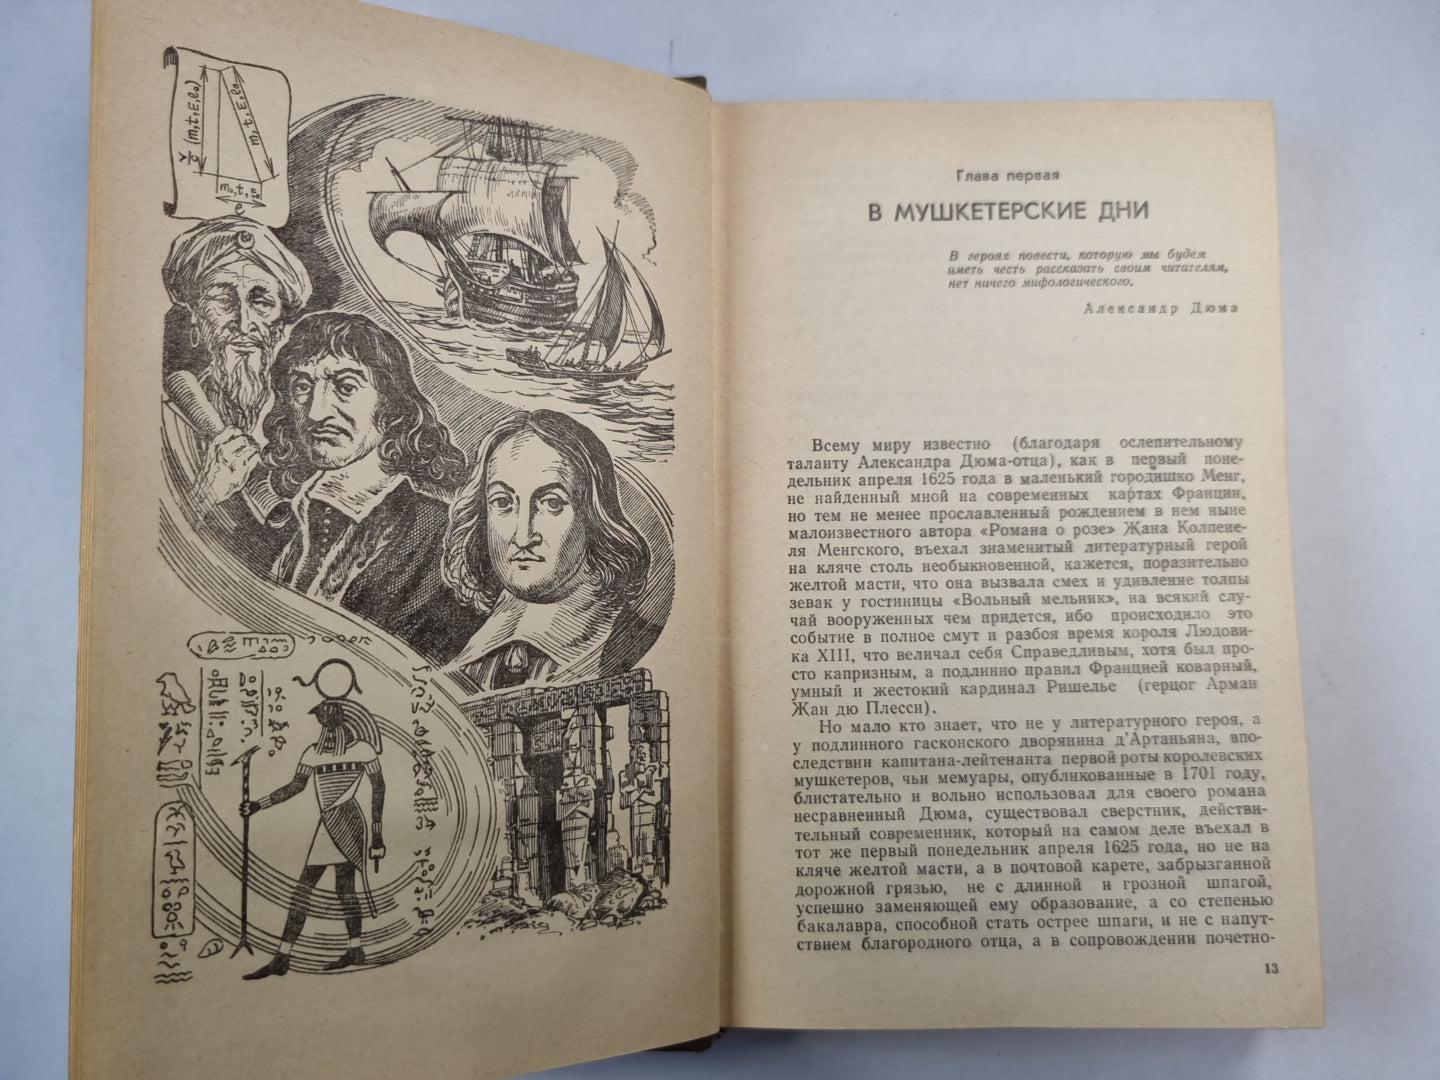 Глава первая
В МУШКЕТЕРСКИЕ ДНИ
В героях повести, которую мы будем
иметь честь рассказать своим читателям,
нет ничего мифологического.
Александр Дюма
Всему миру известно (благодаря ослепительному
таланту Александра Дюма-отца), как в первый поне-
дельник апреля 1625 года в маленький городишко Менг,
не найденный мной на современных картах Франции,
но тем не менее прославленный рождением в нем ныне
малоизвестного автора «Романа о розе» Жана Колпене-
ля Менгского, въехал знаменитый литературный герой
на кляче столь необыкновенной, кажется, поразительно
желтой масти, что она вызвала смех и удивление толпы
зевак у гостиницы «Вольный мельник», на всякий слу-
чай вооруженных чем придется, ибо происходило это
событие в полное смут и разбоя время короля Людови-
ка XIII, что величал себя Справедливым, хотя был про-
сто капризным, а подлинно правил Францией коварный,
умный и жестокий кардинал Ришелье (герцог Арман
Жан дю Плесси).
Но мало кто знает, что не у литературного героя, а
у подлинного гасконского дворянина д'Артаньяна, впо-
следствии капитана-лейтенанта первой роты королевских
мушкетеров, чьи мемуары, опубликованные в 1701 году,
блистательно и вольно использовал для своего романа
несравненный Дюма, существовал сверстник, действи-
тельный современник, который на самом деле въехал в
тот же первый понедельник апреля 1625 года, но не на
кляче желтой масти, а в почтовой карете, забрызганной
дорожной грязью, не с длинной и грозной шпагой,
успешно заменяющей ему образование, а со степенью
бакалавра, способной стать острее шпаги, и не с напут-
ствием благородного отца, а в сопровождении почетно-
13